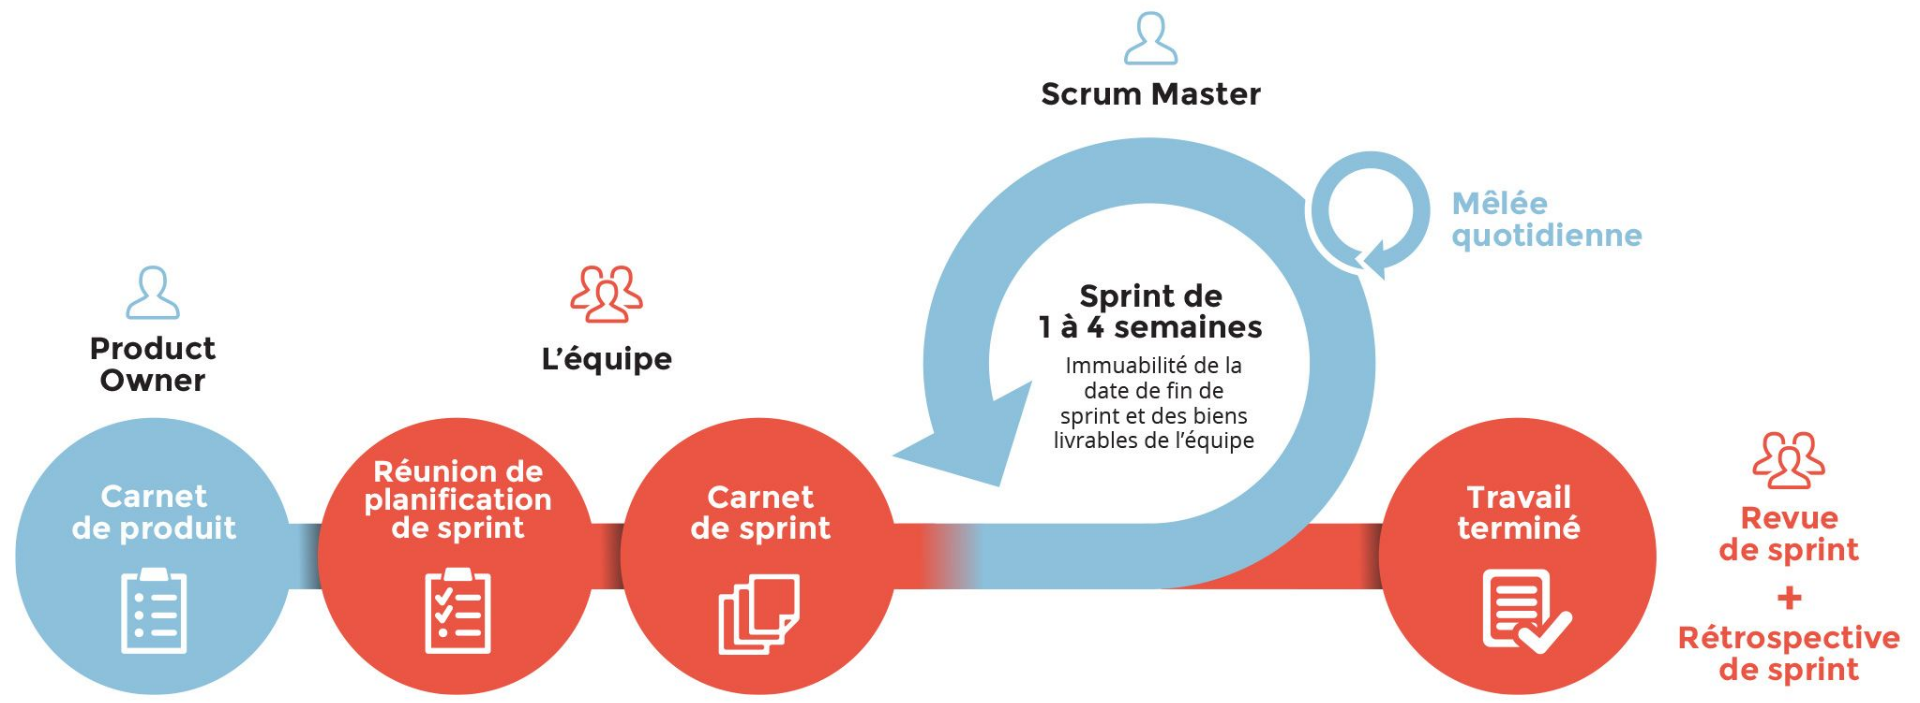 Scrum Master
Mêlée
quotidienne
Product
Owner
L'équipe
Sprint de
1 à 4 semaines
Immuabilité de la
date de fin de
sprint et des biens
livrables de l'équipe
Carnet
de produit
Réunion de
planification
de sprint
Carnet
de sprint
Travail
terminé
Revue
de sprint
+
Rétrospective
de sprint